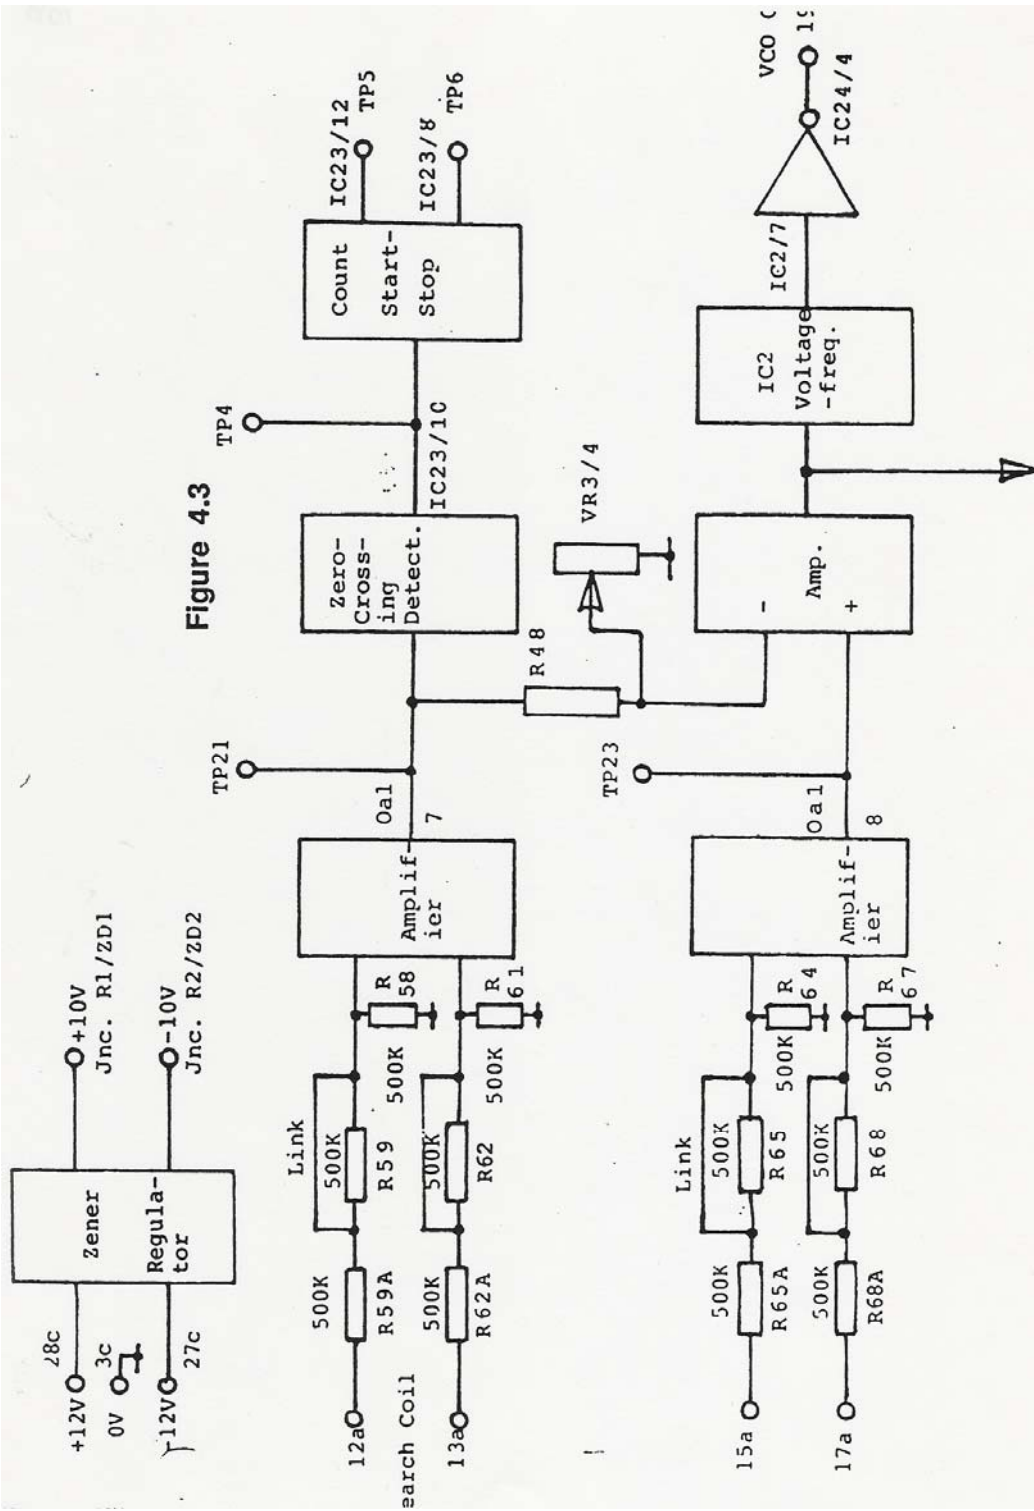 Figure 4.3
+12V
28c
0V
3c
-12V
27c
Zener
Regula-
tor
+10V
Jnc. R1/ZD1
-10V
Jnc. R2/ZD2
12a
earch Coil
13a
500K
R59A
500K
R62A
Link
500K
R59
500K
R62
500K
R
58
500K
R
61
Amplif-
ier
Oal
7
TP21
Zero-
Cross-
ing
Detect.
IC23/10
TP4
Count
Start-
Stop
IC23/12
TP5
IC23/8
TP6
R48
VR3/4
15a
17a
500K
R65A
500K
R68A
Link
500K
R65
500K
R68
500K
R
64
500K
R
67
Amplif-
ier
Oal
8
TP23
-
Amp.
+
IC2
Voltage
-freq.
IC2/7
IC24/4
VCO
19